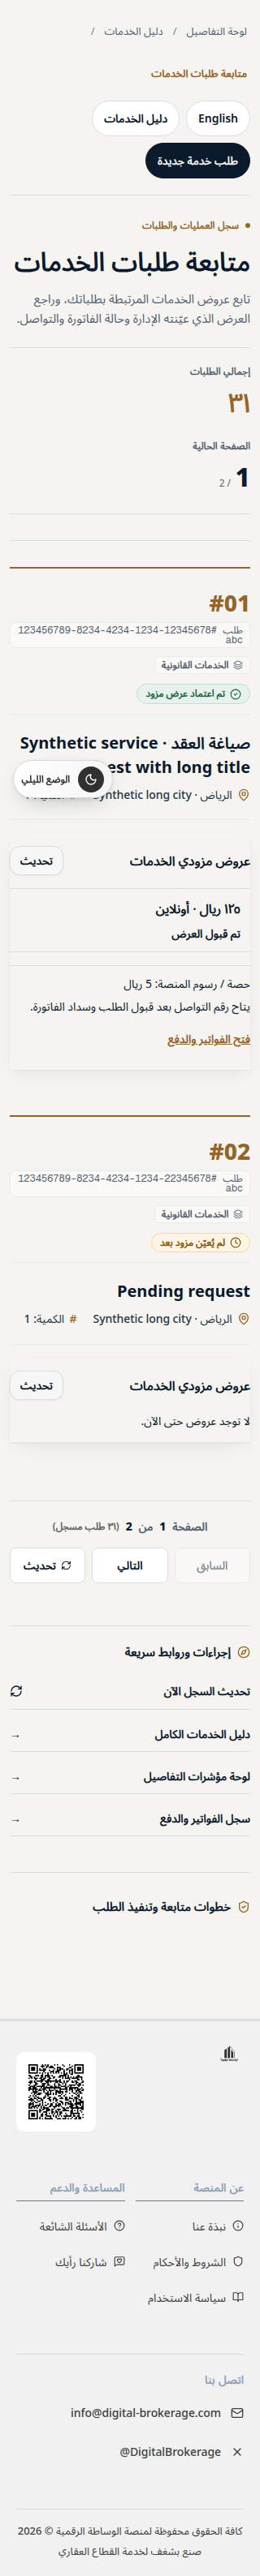 لوحة التفاصيل / دليل الخدمات /
متابعة طلبات الخدمات
English دليل الخدمات
طلب خدمة جديدة
سجل العمليات والطلبات
متابعة طلبات الخدمات
تابع عروض الخدمات المرتبطة بطلباتك، وراجع
العرض الذي عيّنته الإدارة وحالة الفاتورة والتواصل.
إجمالي الطلبات
٣١
الصفحة الحالية
1 / 2
#01
طلب #12345678-1234-4234-8234-123456789
abc
الخدمات القانونية
تم اعتماد عرض مزود
صياغة العقد · Synthetic service
est with long title
الوضع الليلي
الرياض · Synthetic long city
عروض مزودي الخدمات
تحديث
١٢٥ ريال · أونلاين
تم قبول العرض
حصة / رسوم المنصة: 5 ريال
يتاح رقم التواصل بعد قبول الطلب وسداد الفاتورة.
فتح الفواتير والدفع
#02
طلب #22345678-1234-4234-8234-123456789
abc
الخدمات القانونية
لم يُعيّن مزود بعد
Pending request
الرياض · Synthetic long city # الكمية: 1
عروض مزودي الخدمات
تحديث
لا توجد عروض حتى الآن.
الصفحة 1 من 2 (٣١ طلب مسجل)
السابق التالي تحديث
إجراءات وروابط سريعة
تحديث السجل الآن
دليل الخدمات الكامل →
لوحة مؤشرات التفاصيل →
سجل الفواتير والدفع →
خطوات متابعة وتنفيذ الطلب
عن المنصة
نبذة عنا
الشروط والأحكام
سياسة الاستخدام
المساعدة والدعم
الأسئلة الشائعة
شاركنا رأيك
اتصل بنا
info@digital-brokerage.com
@DigitalBrokerage
كافة الحقوق محفوظة لمنصة الوساطة الرقمية © 2026
صنع بشغف لخدمة القطاع العقاري